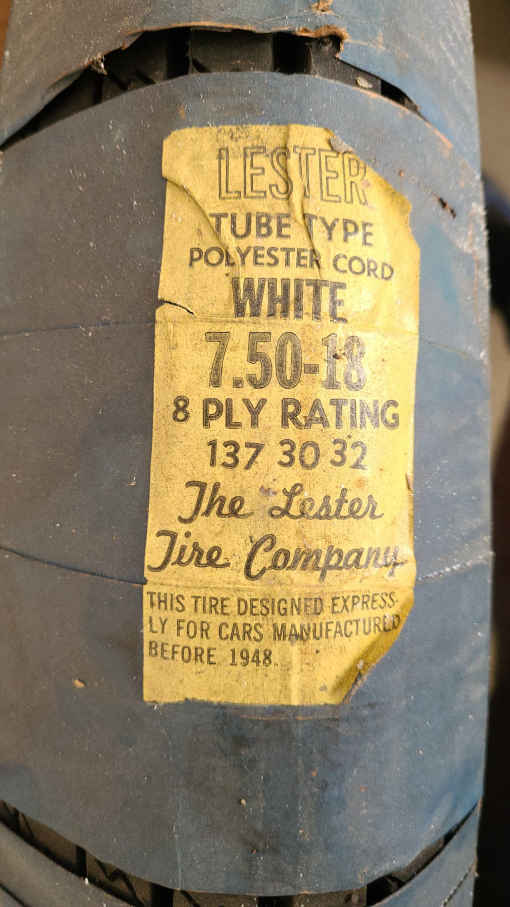 LESTER
TUBE TYPE
POLYESTER CORD
WHITE
7.50-18
8 PLY RATING
137 30 32
The Lester
Tire Company
THIS TIRE DESIGNED EXPRESS-
LY FOR CARS MANUFACTURED
BEFORE 1948.